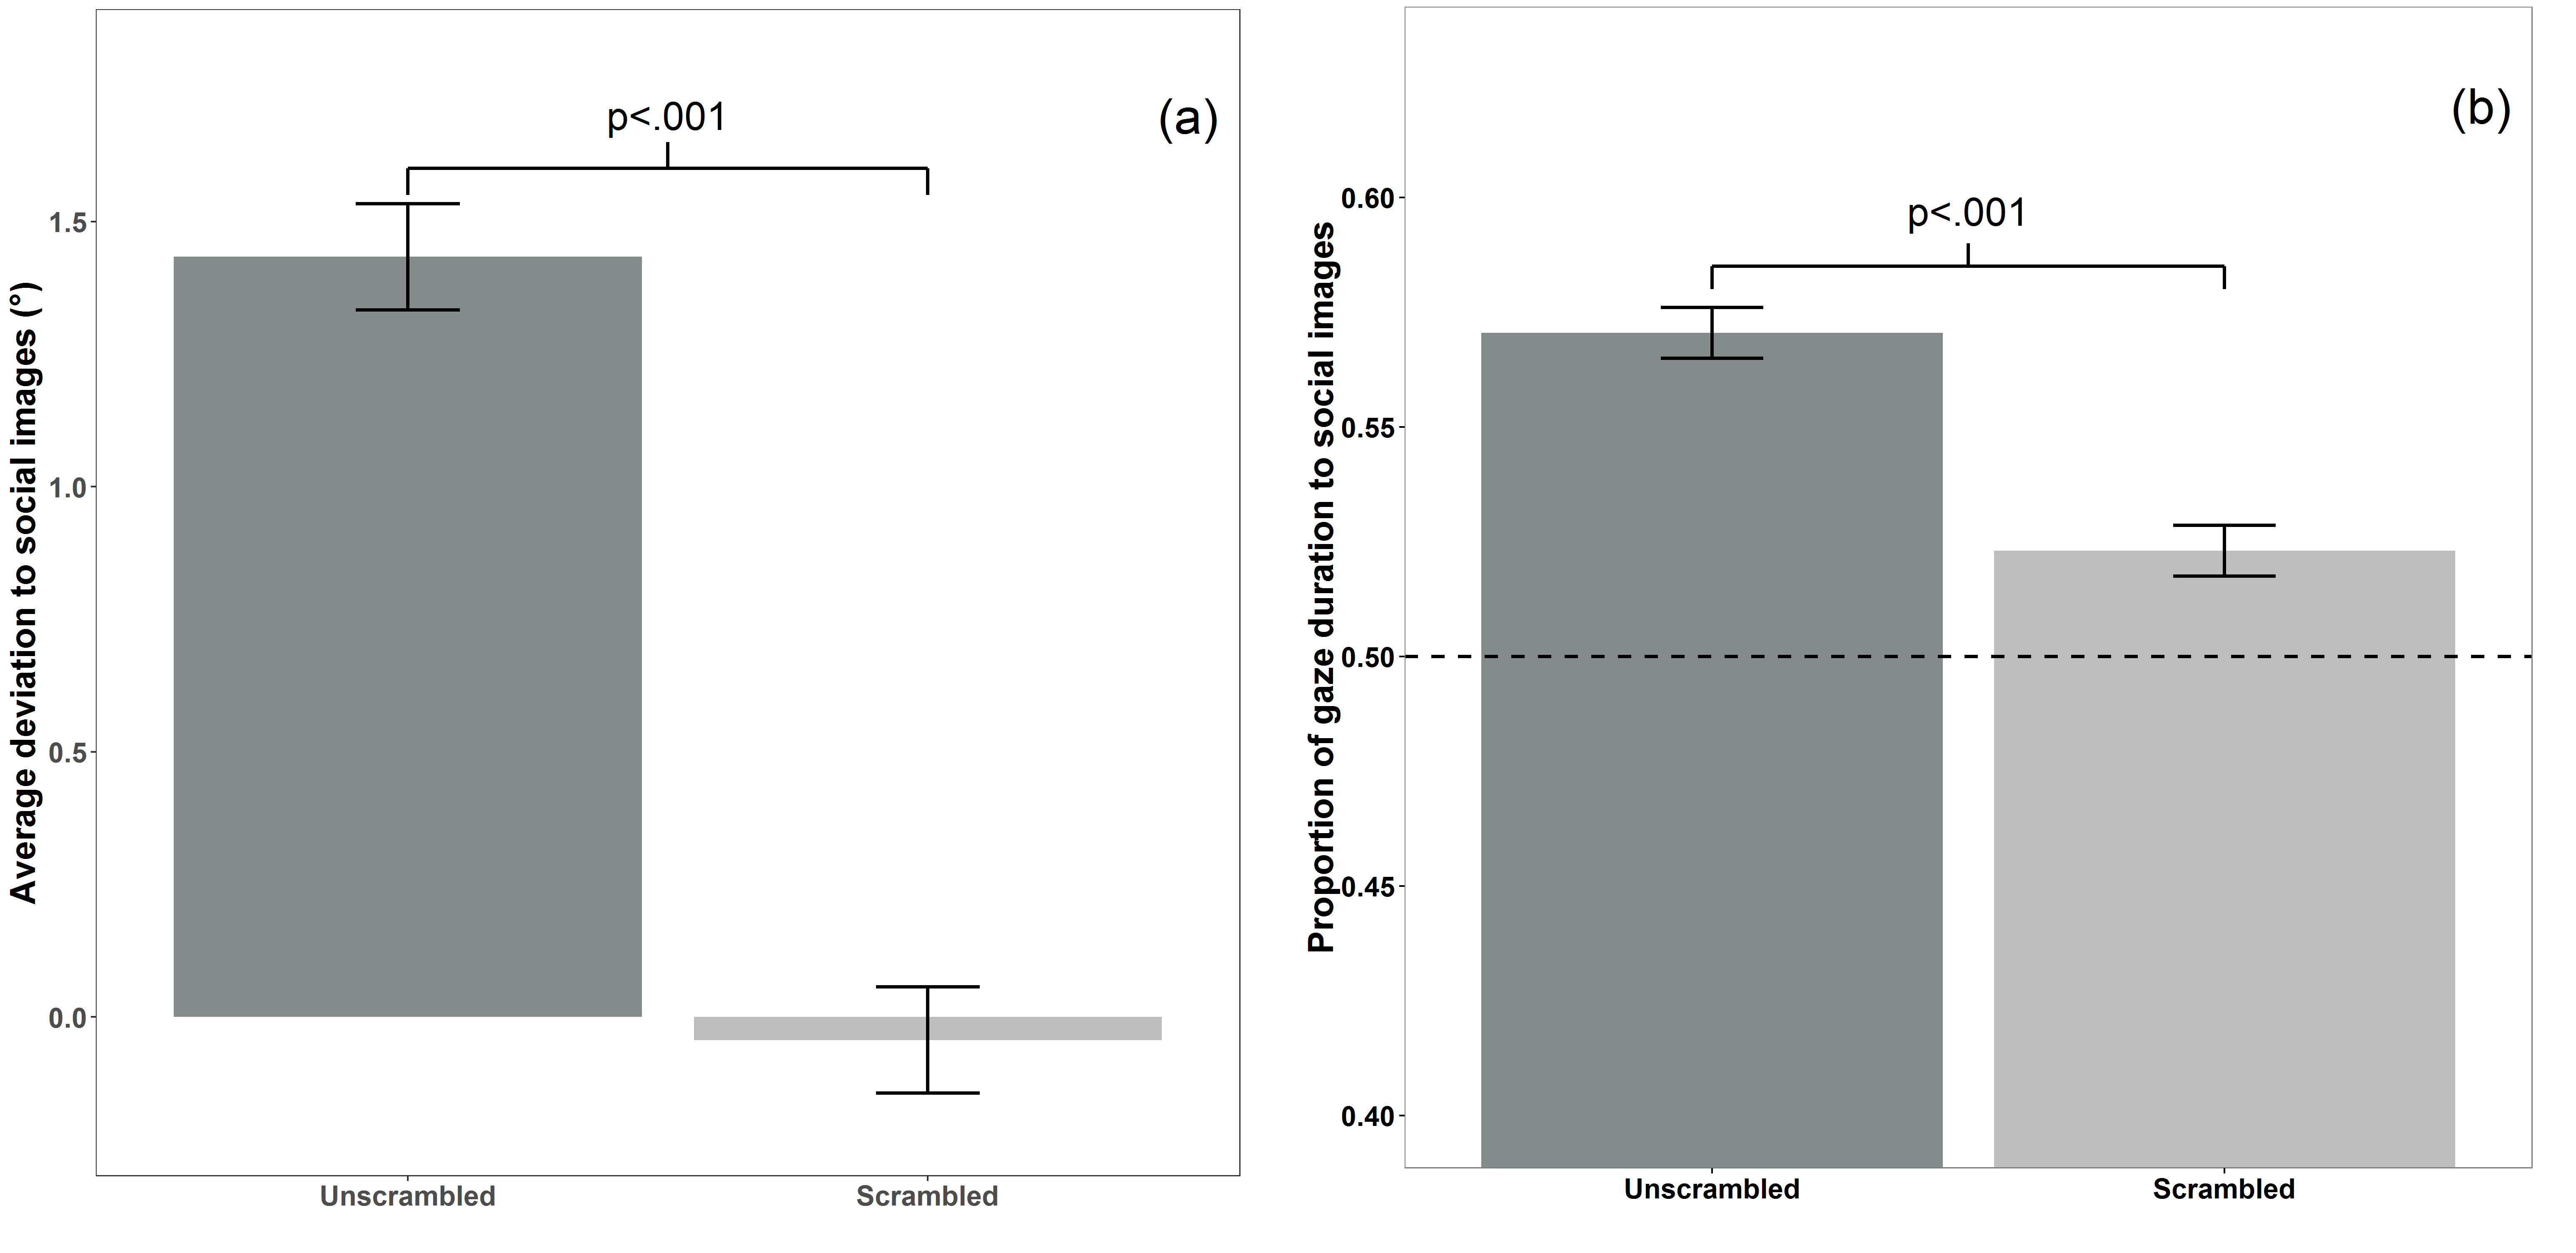 Average deviation to social images (°)
1.5
1.0
0.5
0.0
p<.001
(a)
Unscrambled
Scrambled
Proportion of gaze duration to social images
0.60
0.55
0.50
0.45
0.40
p<.001
(b)
Unscrambled
Scrambled